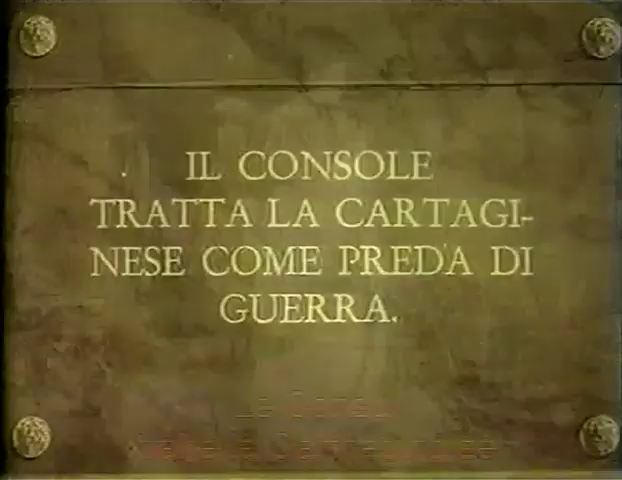 IL CONSOLE
TRATTA LA CARTAGI-
NESE COME PREDA DI
GUERRA.